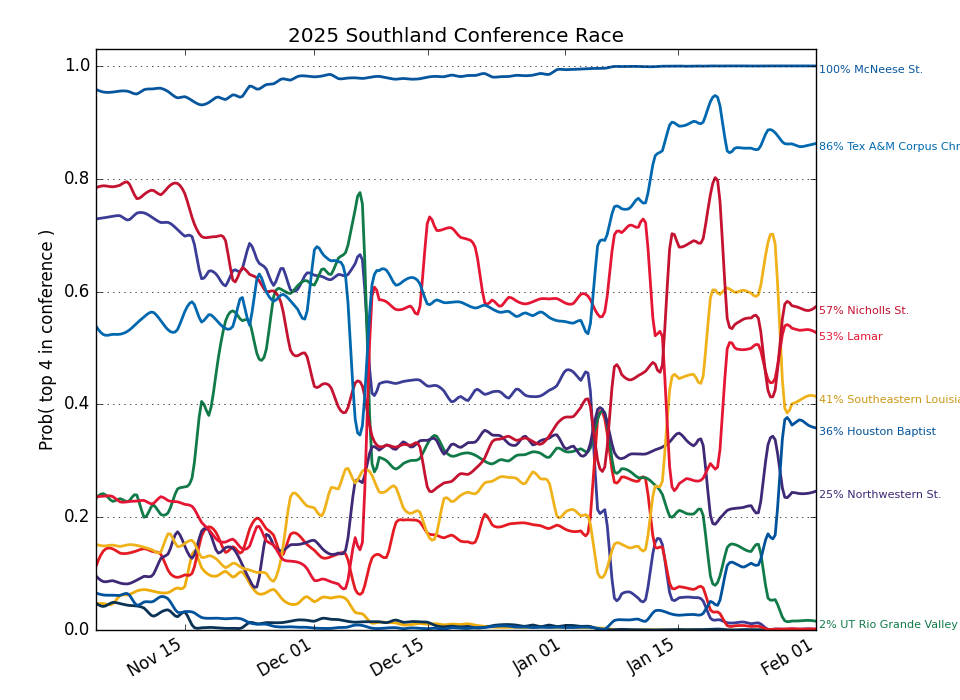 2025 Southland Conference Race
Prob( top 4 in conference )
1.0
0.8
0.6
0.4
0.2
0.0
Nov 15
Dec 01
Dec 15
Jan 01
Jan 15
Feb 01
100% McNeese St.
86% Tex A&M Corpus Chr
57% Nicholls St.
53% Lamar
41% Southeastern Louisia
36% Houston Baptist
25% Northwestern St.
2% UT Rio Grande Valley